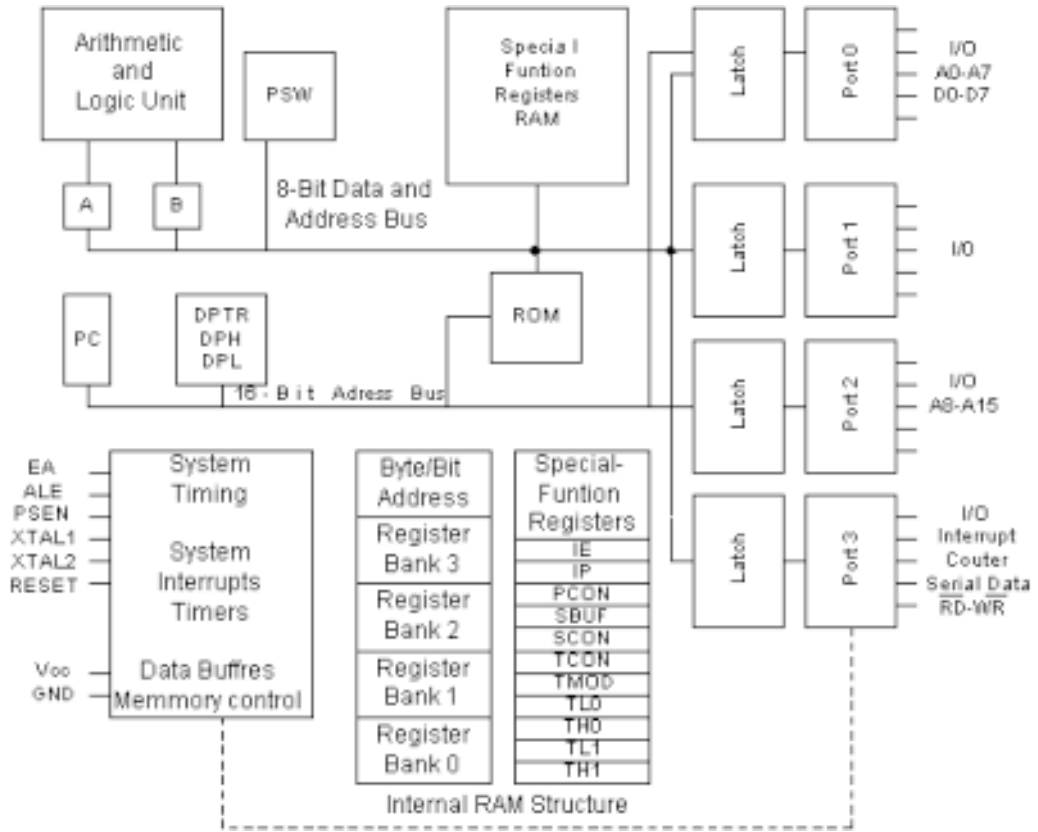 Arithmetic
and
Logic Unit
PSW
Special
Funtion
Registers
RAM
Latch
Port 0
I/O
A0-A7
D0-D7
A
B
8-Bit Data and
Address Bus
Latch
Port 1
I/O
PC
DPTR
DPH
DPL
ROM
16-Bit Adress Bus
Latch
Port 2
I/O
A8-A15
EA
ALE
PSEN
XTAL1
XTAL2
RESET
Vcc
GND
System
Timing
System
Interrupts
Timers
Data Buffres
Memmory control
Byte/Bit
Address
Register
Bank 3
Register
Bank 2
Register
Bank 1
Register
Bank 0
Special-
Funtion
Registers
IE
IP
PCON
SBUF
SCON
TCON
TMOD
TL0
TH0
TL1
TH1
Latch
Port 3
I/O
Interrupt
Couter
Serial Data
RD-WR
Internal RAM Structure